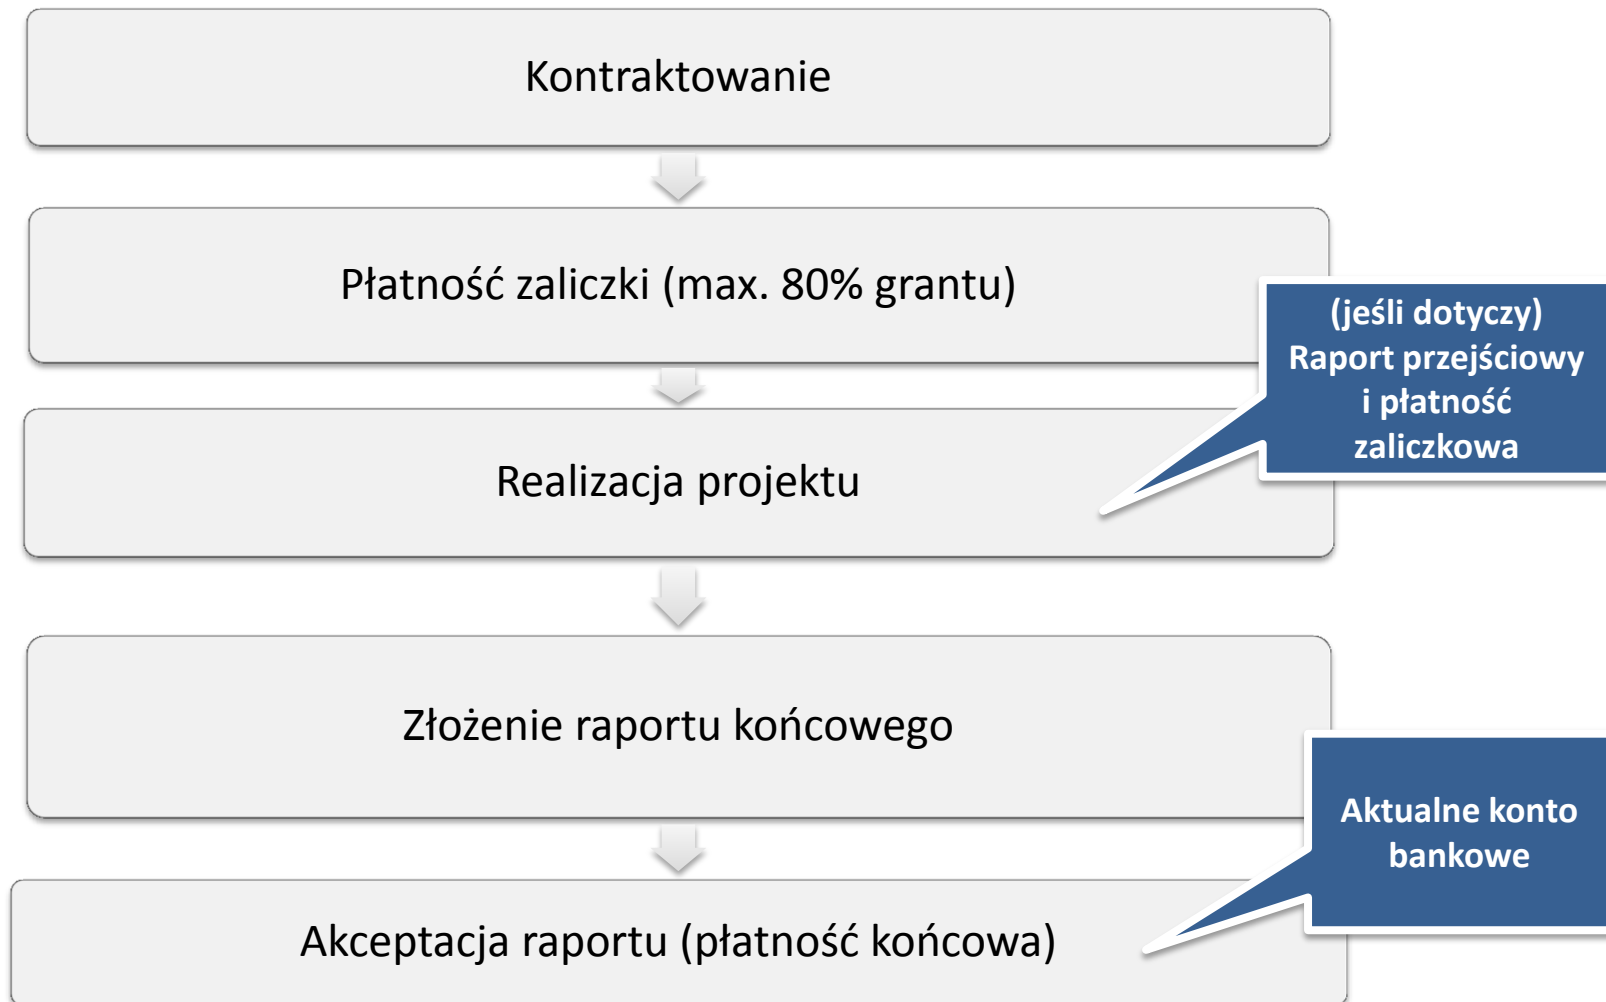 Kontraktowanie
Płatność zaliczki (max. 80% grantu)
(jeśli dotyczy)
Raport przejściowy
i płatność
zaliczkowa
Realizacja projektu
Złożenie raportu końcowego
Aktualne konto
bankowe
Akceptacja raportu (płatność końcowa)